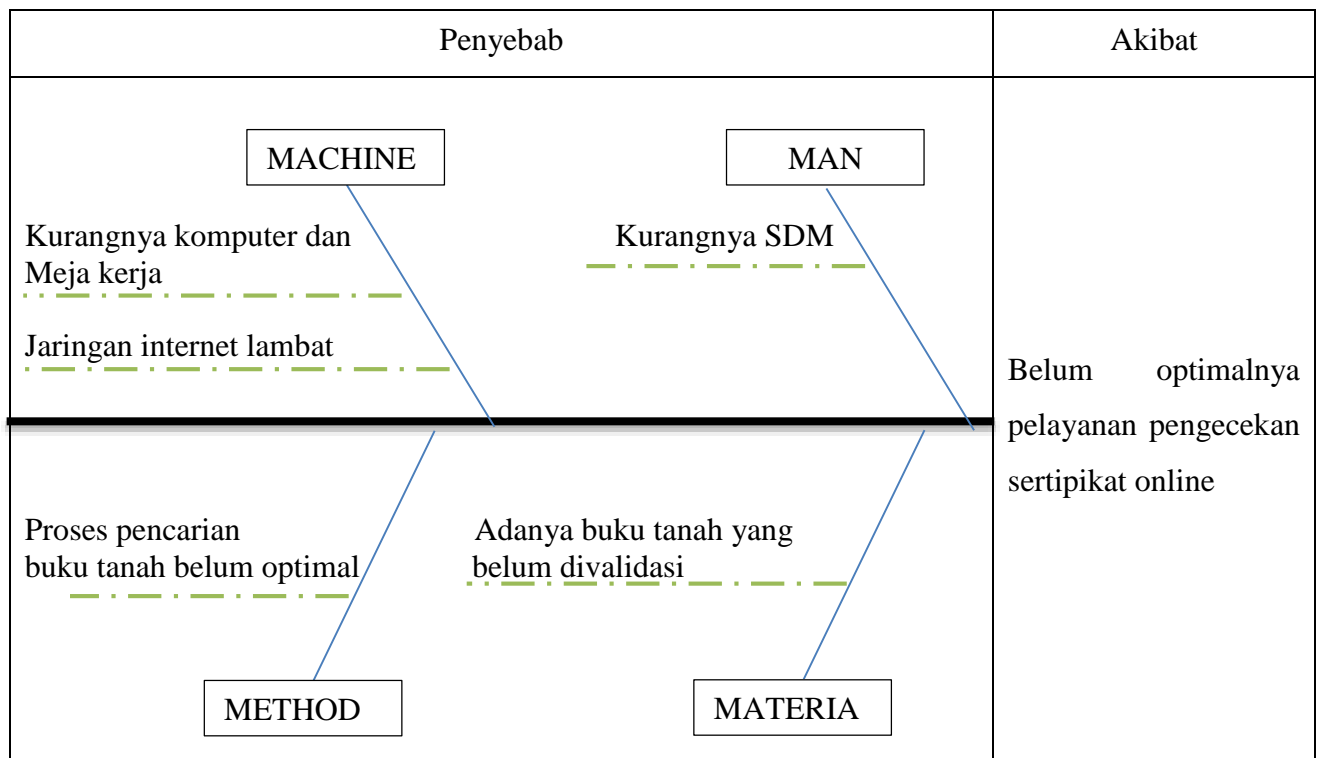 Penyebab
Akibat
MACHINE
MAN
Kurangnya komputer dan
Meja kerja
Kurangnya SDM
Jaringan internet lambat
Belum optimalnya
pelayanan pengecekan
sertipikat online
Proses pencarian
buku tanah belum optimal
Adanya buku tanah yang
belum divalidasi
METHOD
MATERIA